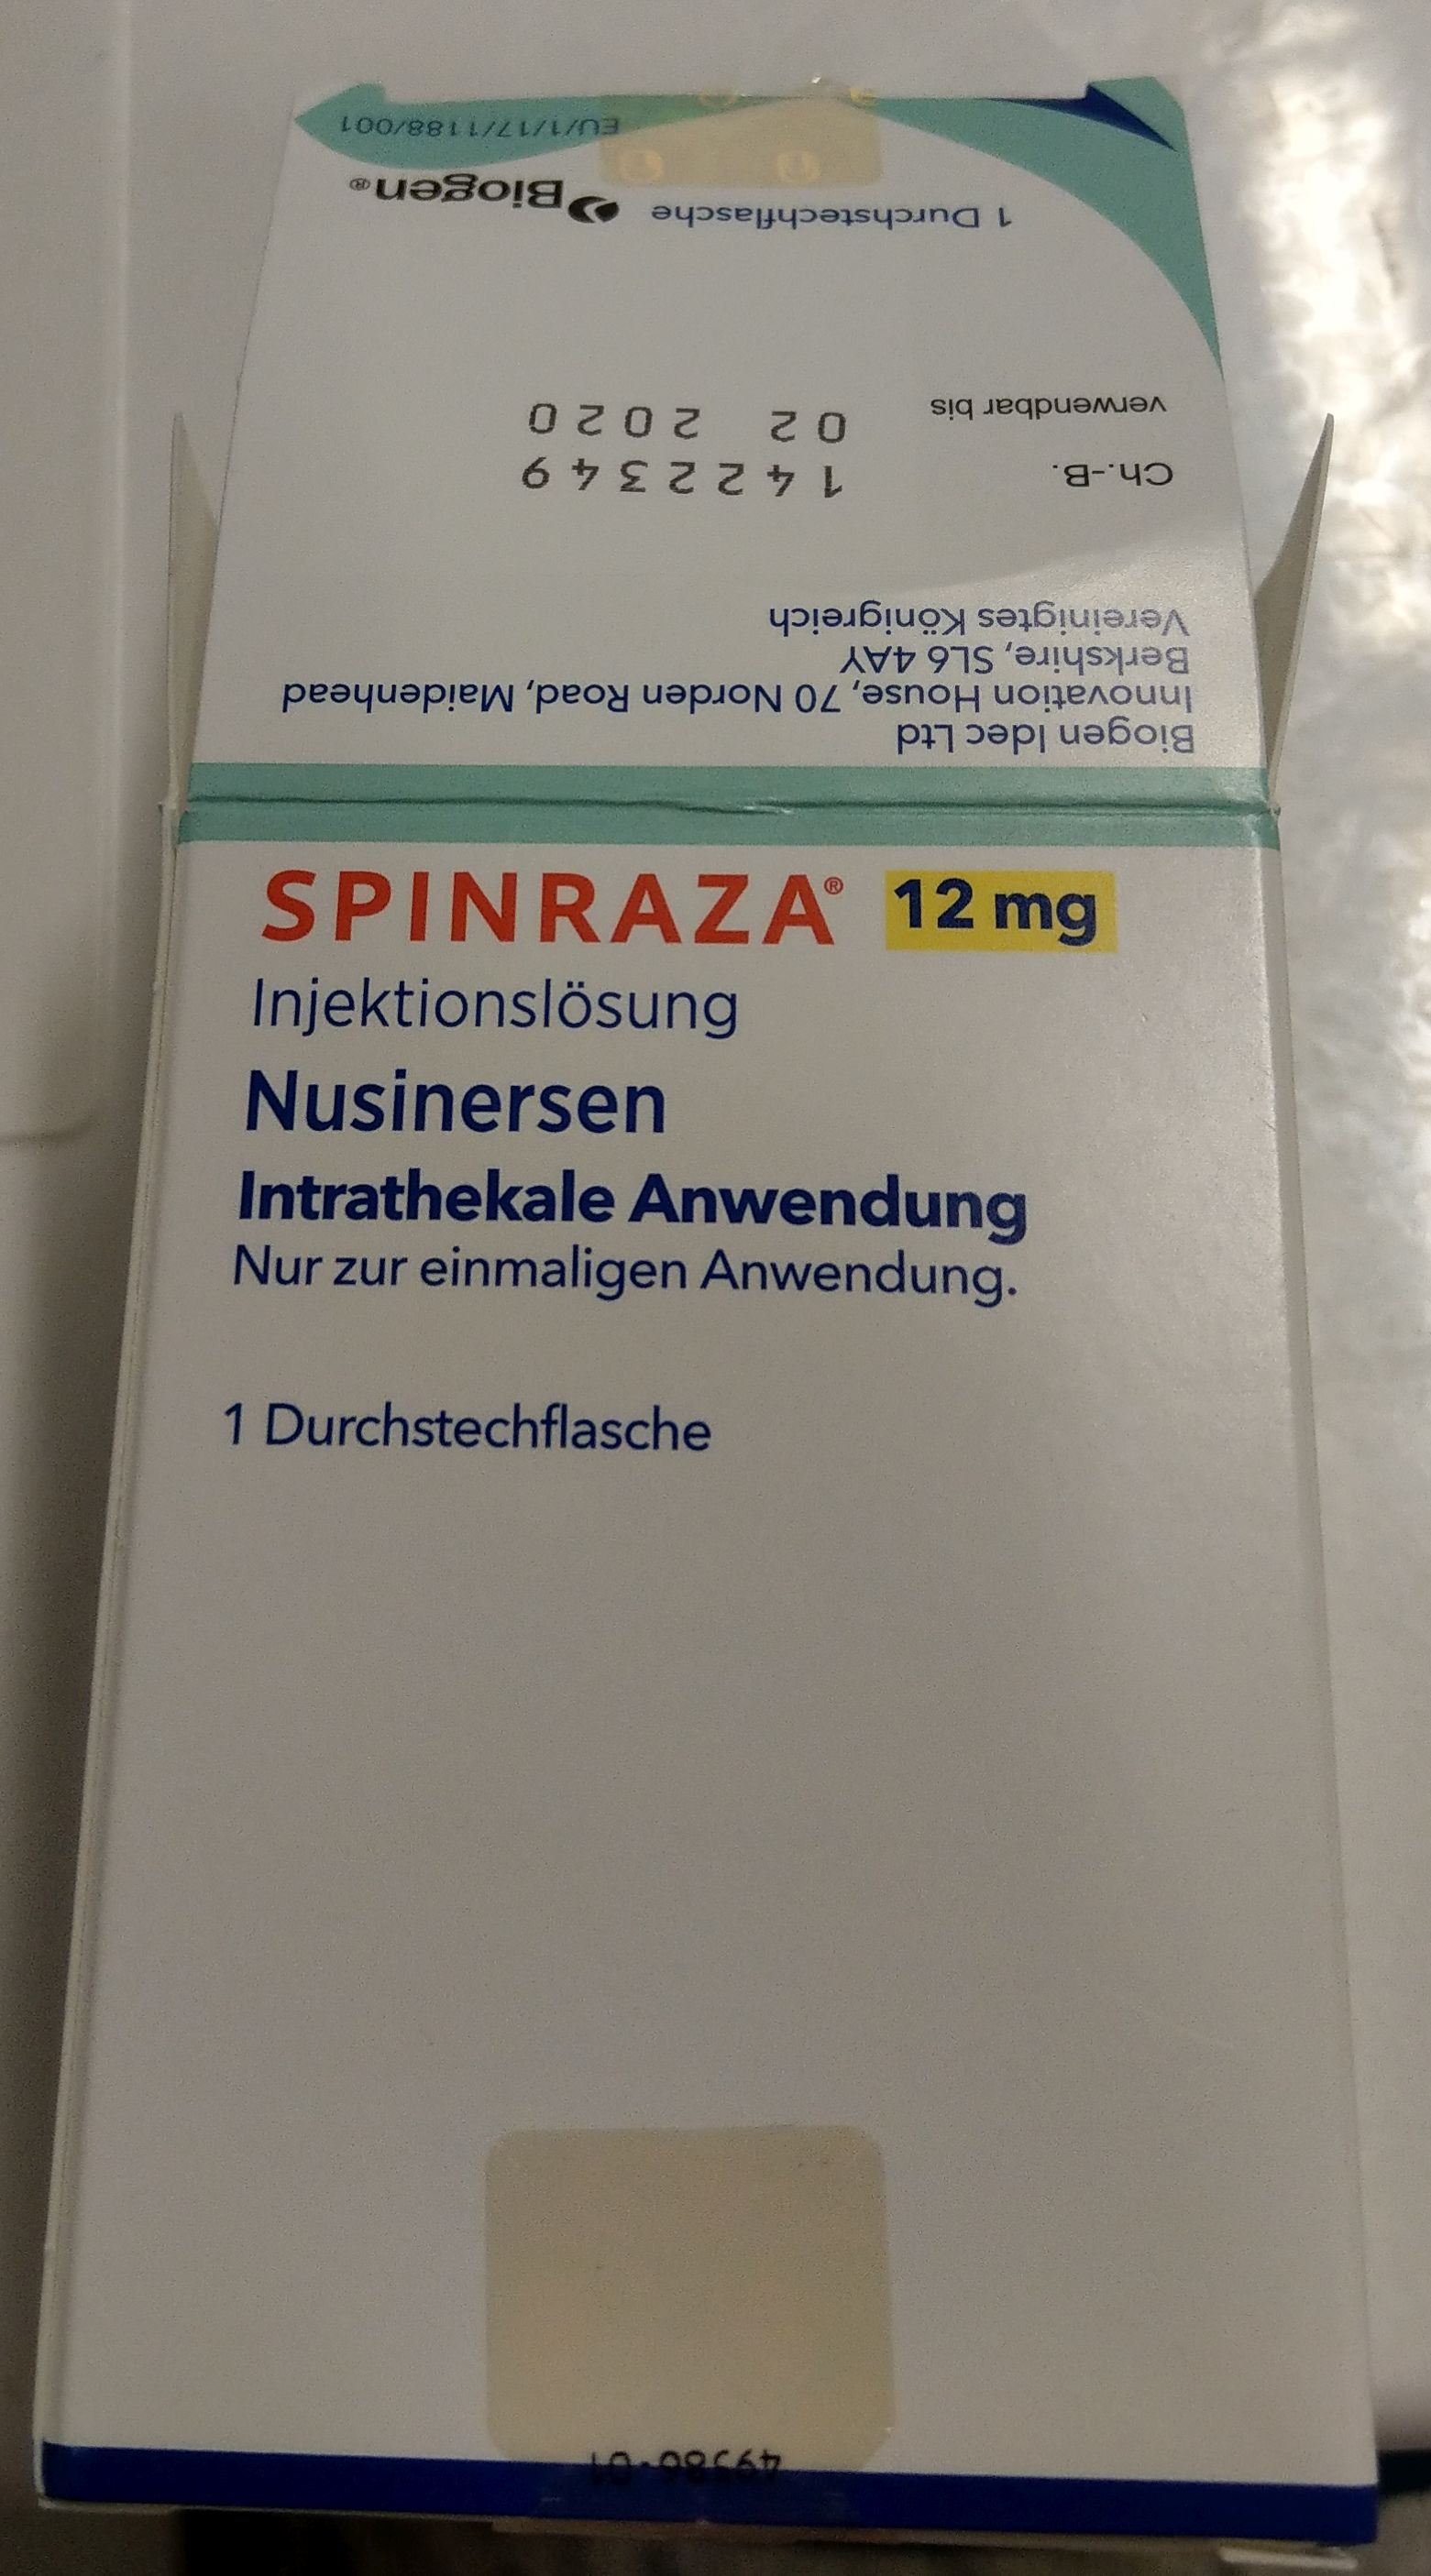 EU/1/17/1188/001
1 Durchstechflasche Biogen®
verwendbar bis 02 2020
Ch.-B. 1422349
Biogen Idec Ltd
Innovation House, 70 Norden Road, Maidenhead
Berkshire, SL6 4AY
Vereinigtes Königreich
SPINRAZA® 12 mg
Injektionslösung
Nusinersen
Intrathekale Anwendung
Nur zur einmaligen Anwendung.
1 Durchstechflasche